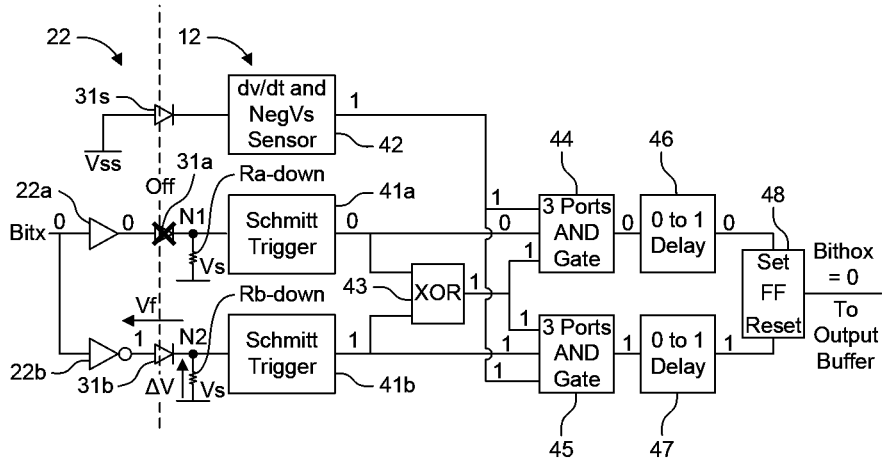 22
12
31s
dv/dt and
NegVs
Sensor
1
42
Vss
31a
Off
Ra-down
41a
44
46
48
22a
Bitx
0
0
N1
Vs
Schmitt
Trigger
0
1
0
3 Ports
AND
Gate
1
0
0 to 1
Delay
0
Set
FF
Reset
Bithox
= 0
To
Output
Buffer
43
XOR
1
Vf
Rb-down
1
N2
22b
31b
ΔV
Vs
Schmitt
Trigger
1
41b
1
1
1
3 Ports
AND
Gate
1
0 to 1
Delay
1
45
47